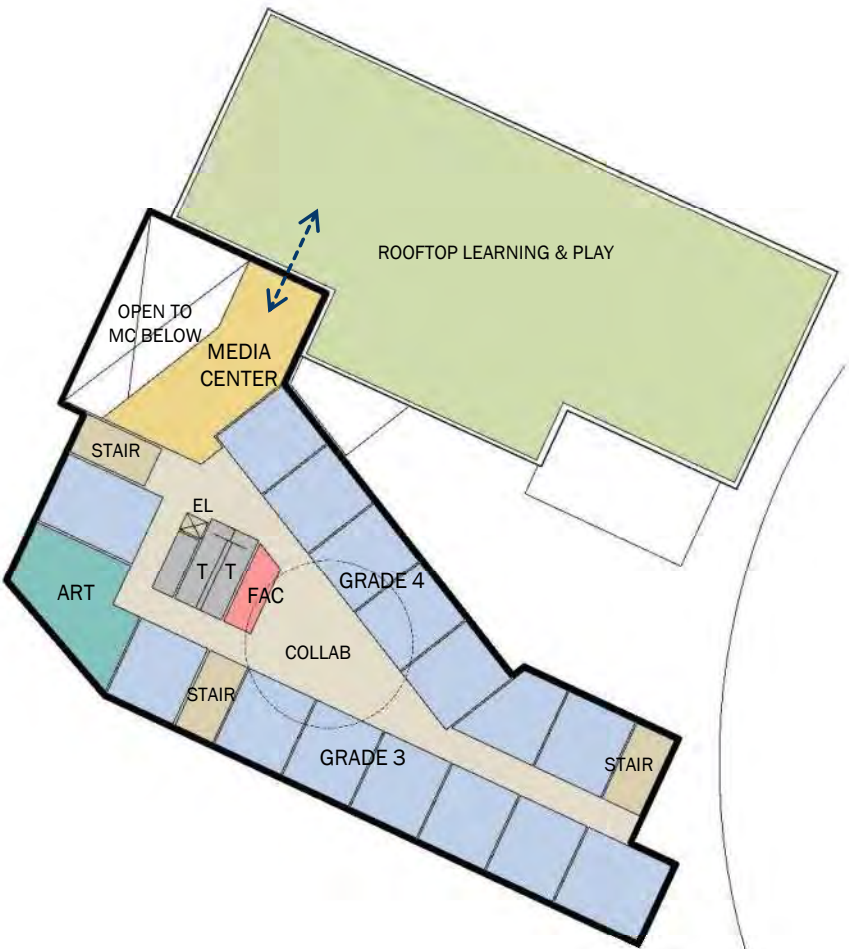 ROOFTOP LEARNING & PLAY
OPEN TO
MC BELOW
MEDIA
CENTER
STAIR
EL
T T
FAC
ART
GRADE 4
COLLAB
STAIR
GRADE 3
STAIR